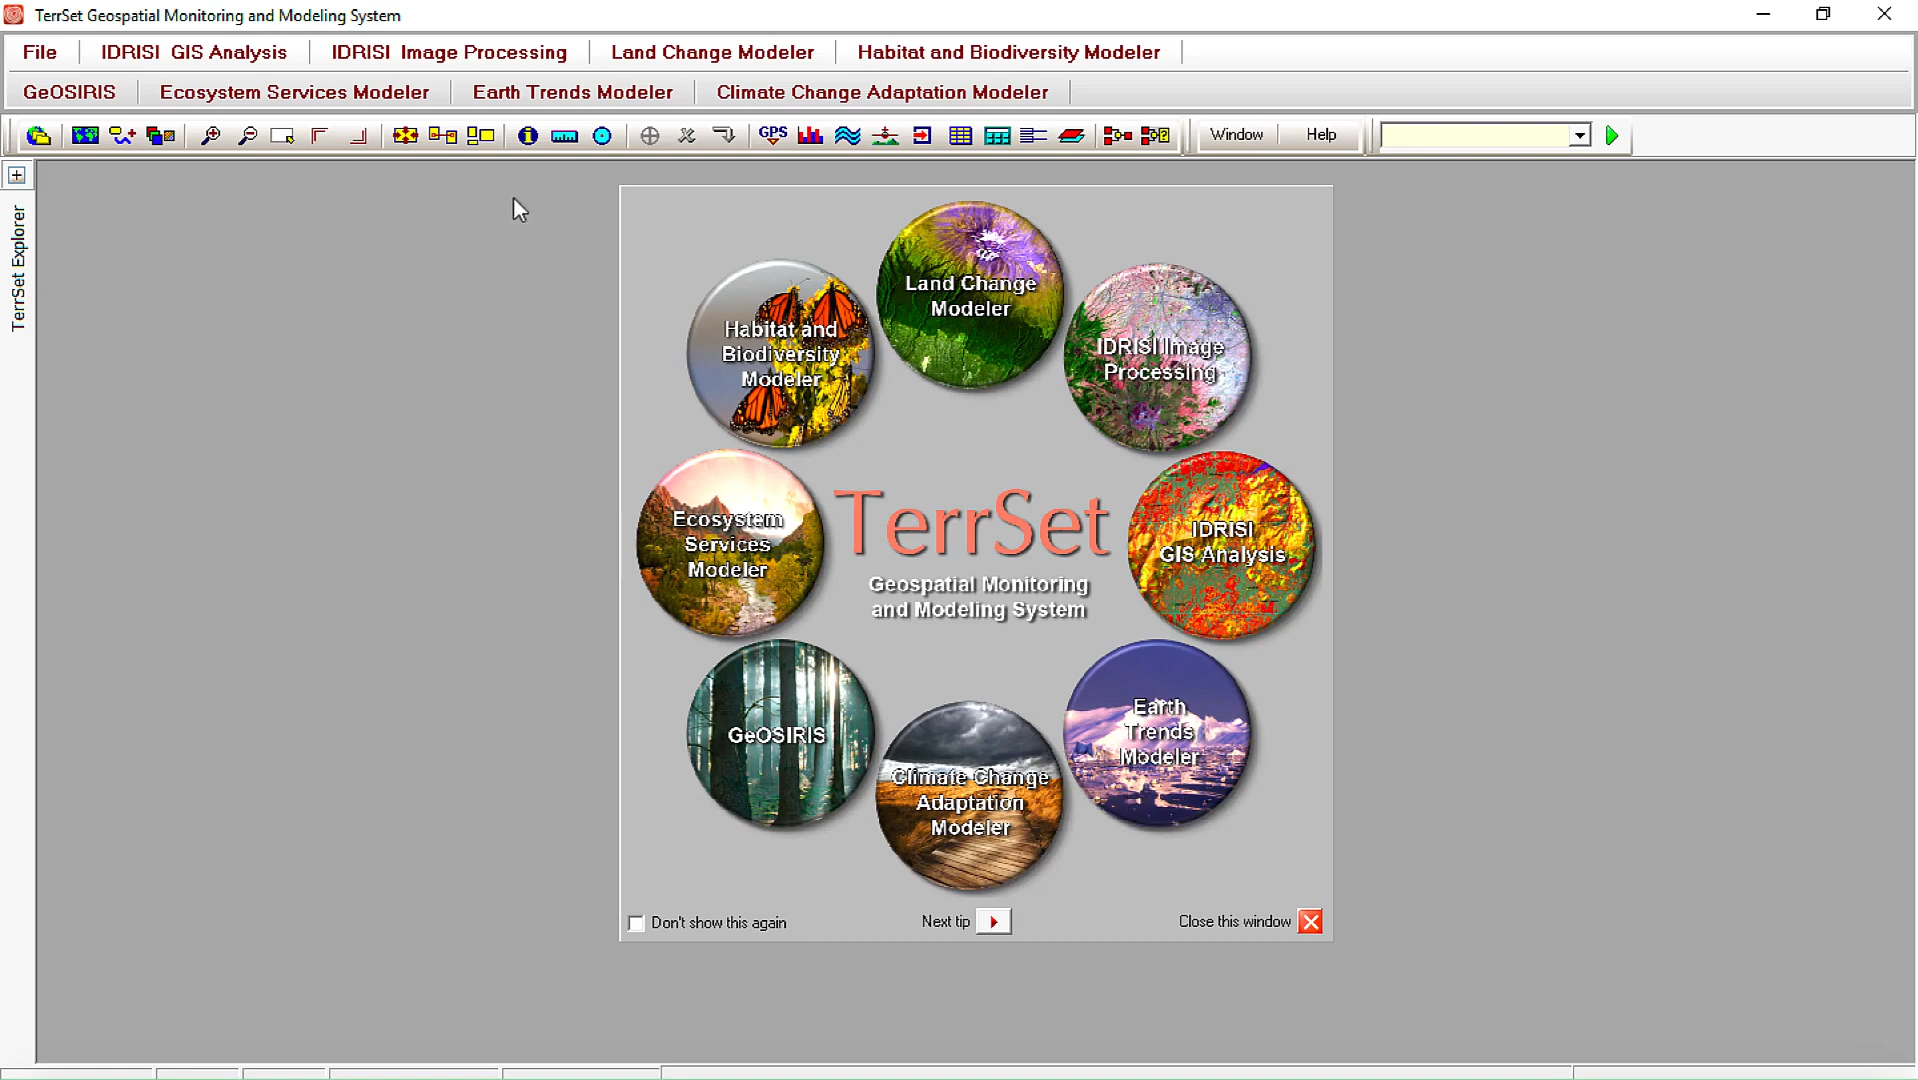 TerrSet Geospatial Monitoring and Modeling System
File IDRISI GIS Analysis IDRISI Image Processing Land Change Modeler Habitat and Biodiversity Modeler
GeOSIRIS Ecosystem Services Modeler Earth Trends Modeler Climate Change Adaptation Modeler
GPS Window Help
TerrSet Explorer
Land Change
Modeler
Habitat and
Biodiversity
Modeler
IDRISI Image
Processing
Ecosystem
Services
Modeler
TerrSet
Geospatial Monitoring
and Modeling System
IDRISI
GIS Analysis
GeOSIRIS
Climate Change
Adaptation
Modeler
Earth
Trends
Modeler
Don't show this again Next tip Close this window